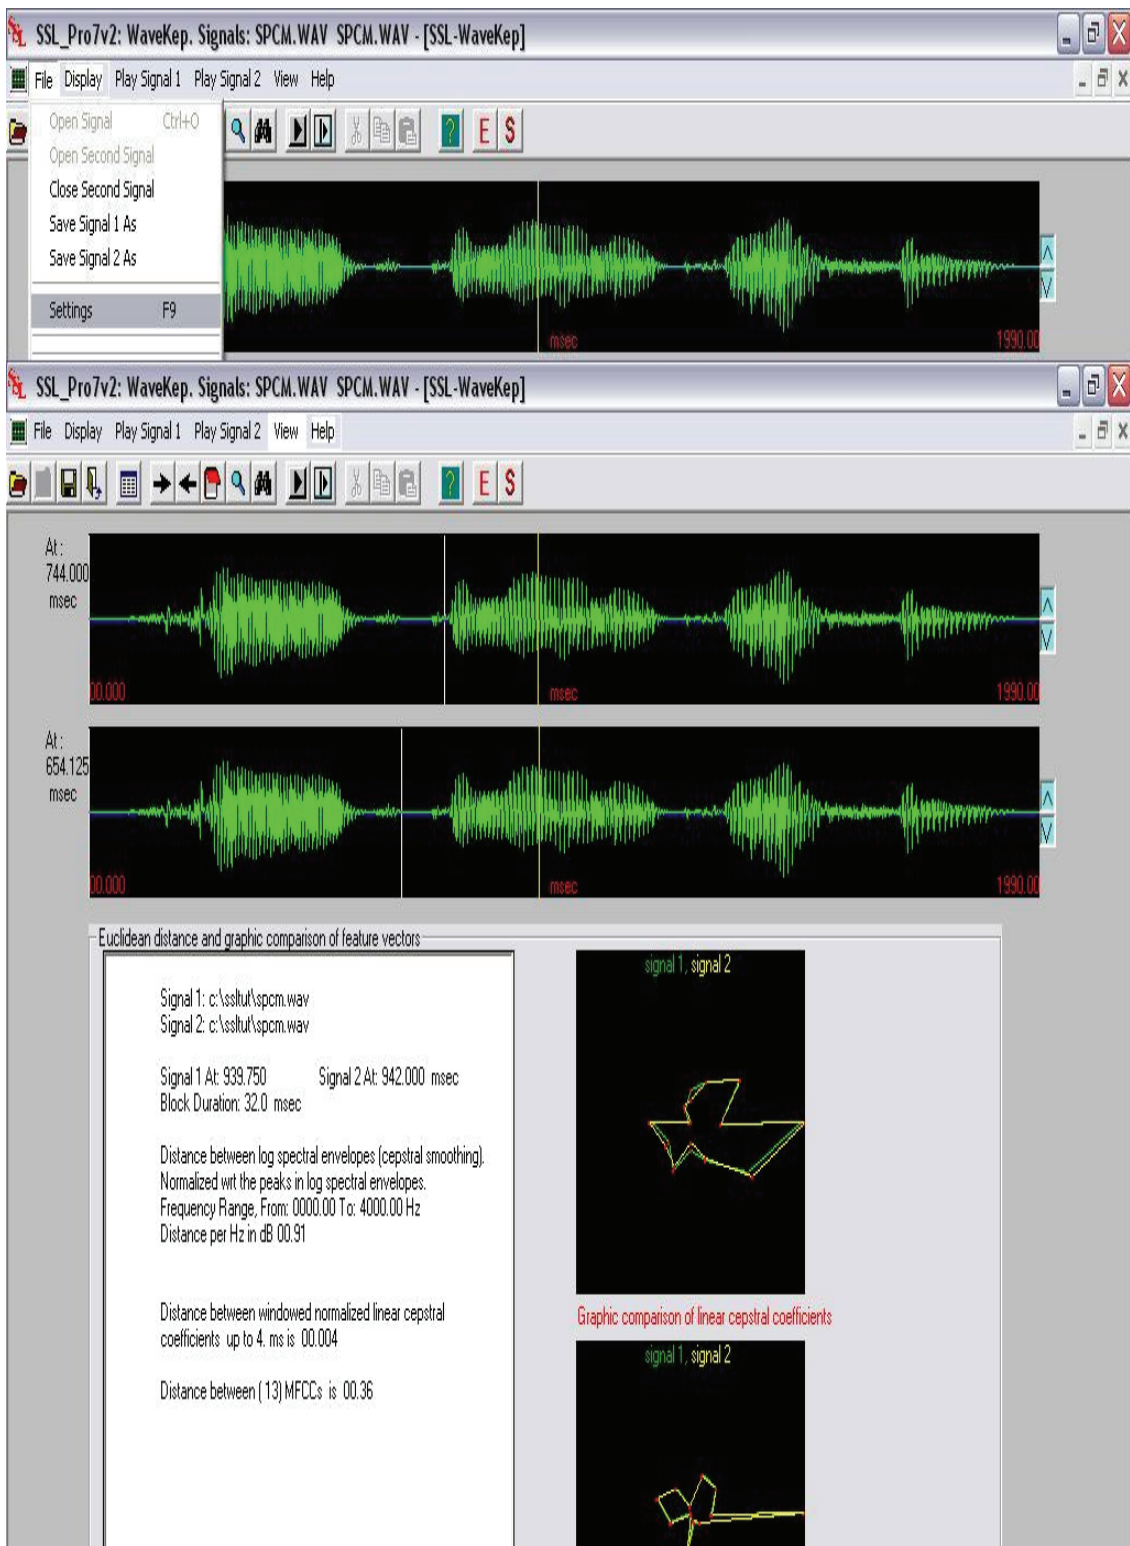 SSL_Pro7v2: WaveKep. Signals: SPCM.WAV SPCM.WAV - [SSL-WaveKep]
File Display Play Signal 1 Play Signal 2 View Help
Open Signal Ctrl+O
Open Second Signal
Close Second Signal
Save Signal 1 As
Save Signal 2 As
Settings F9
? E S
msec 1990.00
SSL_Pro7v2: WaveKep. Signals: SPCM.WAV SPCM.WAV - [SSL-WaveKep]
File Display Play Signal 1 Play Signal 2 View Help
? E S
At :
744.000
msec
00.000 msec 1990.00
At :
654.125
msec
00.000 msec 1990.00
Euclidean distance and graphic comparison of feature vectors
Signal 1: c:\ssltut\spcm.wav
Signal 2: c:\ssltut\spcm.wav
Signal 1 At: 939.750 Signal 2 At: 942.000 msec
Block Duration: 32.0 msec
Distance between log spectral envelopes (cepstral smoothing).
Normalized wrt the peaks in log spectral envelopes.
Frequency Range, From: 0000.00 To: 4000.00 Hz
Distance per Hz in dB 00.91
Distance between windowed normalized linear cepstral
coefficients up to 4. ms is 00.004
Distance between ( 13) MFCCs is 00.36
signal 1, signal 2
Graphic comparison of linear cepstral coefficients
signal 1, signal 2